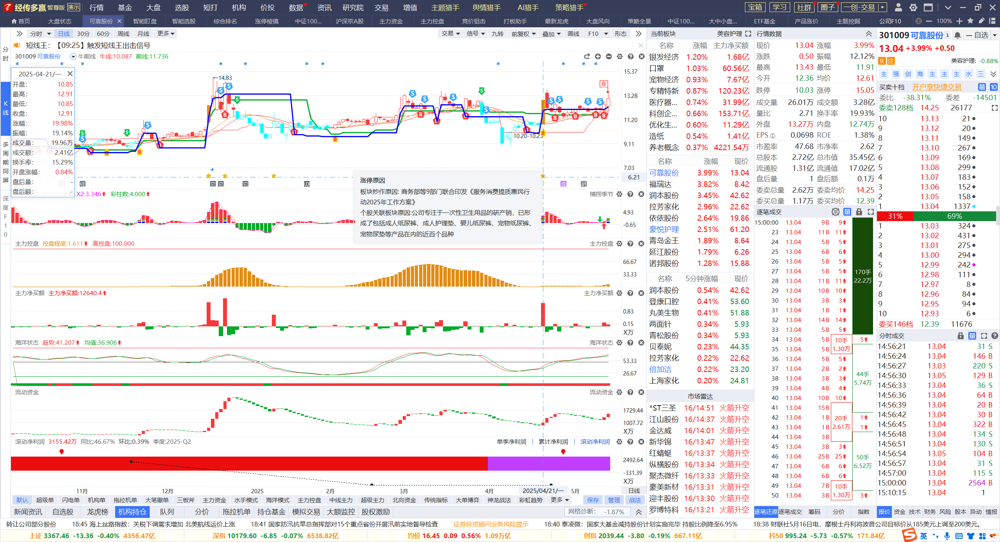 经传多赢 智尊版 演示 行情 基金 大盘 选股 短打 机构 价投 数据 资讯 研究院 交易 增值 主题猎手 舆情猎手 AI猎手 策略猎手 宝箱 学习 社群 圈子 一创-交易
首页 大盘状态 可靠股份 智能盯盘 智能选股 综合排名 涨停棱镜 中证100... 沪深京A股 主力资金 主力控盘 竞价狙击 打板助手 最新龙虎 大盘风向 策略全景 中证100... 大中小盘... ETF基金 产品涨价 主题挖掘 公司F10 100%
分时 日线 30分 60分 周线 月线 更多 交易 信号 九转 前复权 叠加 画线 F10 形态
短线王：【09:25】触发短线王出击信号
301009 可靠股份 牛熊线 牛线:10.087 熊线:11.736
分时
K线
多周期同屏
深度F10
2025-04-21/一
开盘: 10.85
最高: 12.91
最低: 10.85
收盘: 12.91
涨幅: 19.98%
振幅: 19.14%
成交量: 19.96万
成交额: 2.41亿
换手率: 15.29%
开盘涨幅: 0.84%
盘后量: -
盘后额: -
←14.83
10.20-10.23
15.37
13.28
11.20
9.11
7.03
6.21
X2:3.346 彩柱数:4.000 捕捞季节
4.93
-0.65
涨停原因
板块炒作原因: 商务部等9部门联合印发《服务消费提质惠民行
动2025年工作方案》
个股关联板块原因:公司专注于一次性卫生用品的研产销，已形
成了包括成人纸尿裤、成人护理垫、婴儿纸尿裤、宠物纸尿裤、
宠物尿垫等产品在内的近百个品种
主力控盘 控盘程度:1.611 高控盘:100.000 主力控盘
66.67
33.33
主力净买额 主力净买额:12640.4 主力净买额
0.83
0.15
X万
海洋状态 趋势:41.207 均值:36.906 海洋状态
53.33
26.67
流动资金 流动资金
1729.44
1007.72
X万
滚动净利润 3155.42万 同比:46.67% 环比:0.39% 季度:2025-Q2 单季净利润 累计净利润 滚动净利润
2492.64
-331.39
X万
11月 12月 2025 2月 3月 4月 2025/04/21/一 5月 日线
默认 超级单 闪电单 机构单 拖拉机单 大笔撤单 三板斧 主力资金 水手模式 海洋模式 主力控盘 中线主力 超级主力 北向资金 传统指标 大单博弈 神龙战法 彩虹趋势 更多 保存 管理 战法
新闻资讯 自选股 龙虎榜 机构持仓 队列 分价 拖拉机单 持仓基金 模拟交易 大额监控 股权激励 网格诊断: -1.87%
当前板块 美容护理
名称 涨幅 主力净买额
银发经济 1.20% 1.68亿
口罩 1.03% 60.56亿
宠物经济 0.93% 7.67亿
专精特新 0.87% 120.23亿
医疗器... 0.74% 31.99亿
科创企... 0.66% 153.71亿
优化生... 0.60% 11.29亿
造纸 0.54% 1.41亿
养老概念 0.37% 4221.54万
名称 涨幅 现价
可靠股份 3.99% 13.04
福瑞达 3.82% 8.42
润本股份 3.45% 42.62
拉芳家化 2.96% 22.62
依依股份 2.64% 19.86
豪悦护理 2.51% 61.20
青岛金王 1.89% 8.64
延江股份 1.79% 6.26
诺邦股份 1.28% 15.88
名称 5分钟涨幅 现价
润本股份 0.54% 42.62
登康口腔 0.41% 53.60
丸美生物 0.41% 51.88
两面针 0.34% 5.93
青松股份 0.34% 5.93
贝泰妮 0.23% 44.35
拉芳家化 0.22% 22.62
倍加洁 0.22% 23.20
上海家化 0.20% 24.81
市场雷达
*ST三圣 16/14:51 火箭升空
江山股份 16/14:37 火箭升空
金达威 16/14:01 火箭升空
新华锦 16/13:47 火箭升空
红蜻蜓 16/13:37 火箭升空
纵横股份 16/13:34 火箭升空
聚杰微纤 16/13:33 火箭升空
豪美新材 16/13:31 火箭升空
迎丰股份 16/13:30 火箭升空
罗博特科 16/13:21 火箭升空
行情数据
现价 13.04 涨幅 3.99%
涨跌 0.50 振幅 12.12%
最高 13.43 最低 11.91
今开 12.36 均价 12.61
跌停 10.03 涨停 15.05
成交量 26.01万 成交额 3.28亿
量比 2.71 换手率 19.93%
外盘 13.27万 内盘 12.74万
EPS① 0.0698 ROE 1.38%
市盈率 47.68 市净率 2.62
总股本 2.72亿 总市值 35.45亿
流通股 1.31亿 流通值 17.02亿
盘后量 1 盘后额 0.1万
委卖总量 2.62万 委卖均价 14.25
委买总量 1.17万 委买均价 12.39
逐笔成交 量
15:00:00 13.04 9B 9
23 13.04 11B 11
24 13.04 5B 5
25 13.04 6B 6
26 13.04 5B 5
27 13.04 5B 5
28 13.04 11B 11
29 13.04 10B 10
30 13.04 3B 3
31 13.04 1B 1
32 13.04 14B 14
33 13.04 5B 5
34 13.04 5B 5
35 13.04 5B
36 13.04 5B 5
37 13.04 2B 2
38 13.04 3B 3
39 13.04 4B 4
40 13.04 10B 10
41 13.04 15B
42 13.04 1B 1
43 13.04 1B 1
44 13.04 3B
45 13.04 3B 3
46 13.04 25B 25
47 13.04 6B 6
48 13.04 6B 6
49 13.04 7B
50 13.04 3B 3
170手
22.2万
10手
1.30万
44手
5.74万
20手
2.61万
50手
6.52万
10手
1.30万
逐笔还原 逐笔成交 筹码 分价 指数
301009 可靠股份 自选
13.04 +3.99% +0.50
R 注 美容护理: -0.88%
主 强 创 海 主 主 主 水 三
买卖十档 开户享快捷交易 量 10
委比 -38.31% 委差 -14501
委卖128档 14.25 26177
10 13.13 21
9 13.12 20
8 13.11 149
7 13.10 267
6 13.09 169
5 13.08 299
4 13.07 183
3 13.06 152
2 13.05 158
1 13.04 1337
31% 69%
1 13.03 324
2 13.02 431
3 13.01 275
4 13.00 294
5 12.99 242
6 12.98 111
7 12.97 8
8 12.96 84
9 12.95 94
10 12.93 6
委买146档 12.39 11676
分时成交 量
14:56:21 13.04 31 S
14:56:24 13.04 146 B
14:56:27 13.03 220 S
14:56:30 13.05 129 B
14:56:33 13.04 36 S
14:56:36 13.04 64 B
14:56:39 13.04 20 B
14:56:42 13.04 30 B
14:56:45 13.04 322 B
14:56:48 13.04 134 S
14:56:51 13.04 130 S
14:56:54 13.05 104 B
14:56:57 13.04 31 S
14:57:00 13.04 115 S
15:00:00 13.04 2564 B
15:10:15 13.04 1
报价 资金 技术 财务 风险 股本 异动 情报
转让公司部分股份 18:45 海上丝路指数：关税下调需求增加 北美航线运价上涨 18:41 国家防汛抗旱总指挥部对15个重点省份开展汛前实地督导检查 证券投资顾问业务风险提示 18:40 泰凌微：国家大基金减持股份计划实施完毕 持股比例降至6.95% 18:38 财联社5月16日电，摩根士丹利将波音公司目标价从185美元上调至200美元。
上证 3367.46 -13.36 -0.40% 4356.47亿 深指 10179.60 -6.85 -0.07% 6538.82亿 均价 16.45 0.09 0.56% 1.09万亿 创指 2039.44 -3.80 -0.19% 667.11亿 科50 995.24 -5.73 -0.57% 171.84亿 英